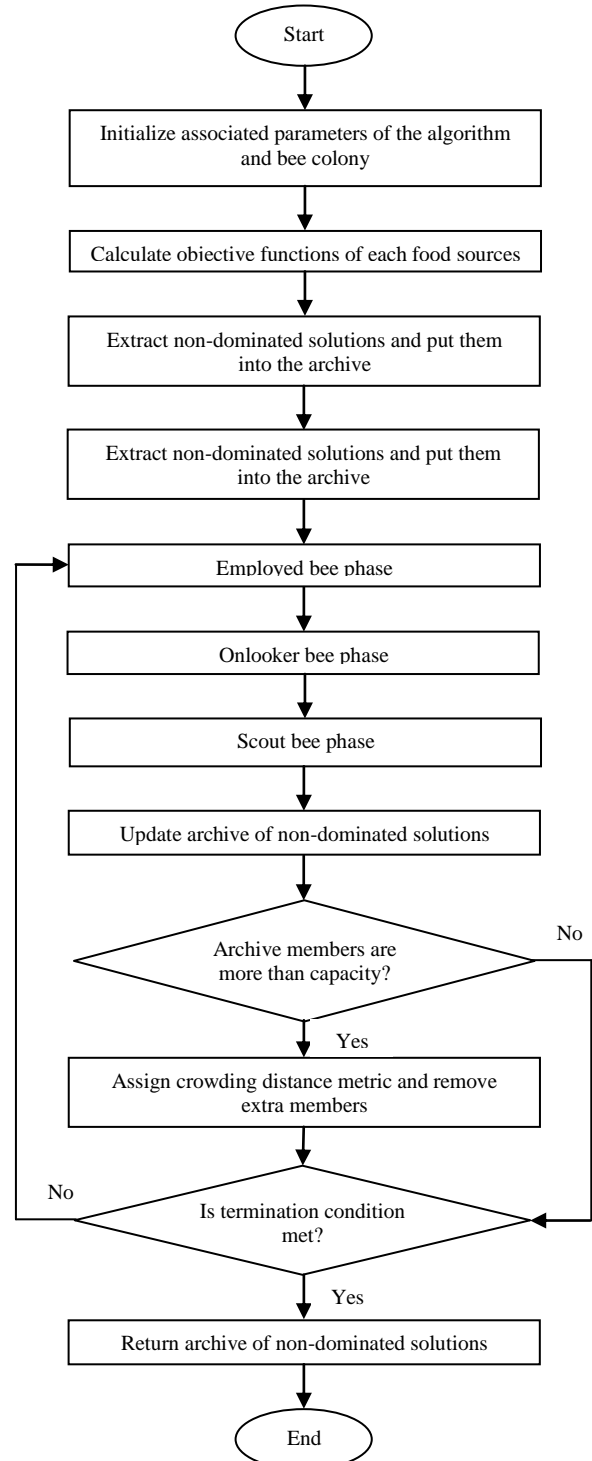 Start
Initialize associated parameters of the algorithm
and bee colony
Calculate objective functions of each food sources
Extract non-dominated solutions and put them
into the archive
Extract non-dominated solutions and put them
into the archive
Employed bee phase
Onlooker bee phase
Scout bee phase
Update archive of non-dominated solutions
Archive members are
more than capacity?
No
Yes
Assign crowding distance metric and remove
extra members
No
Is termination condition
met?
Yes
Return archive of non-dominated solutions
End